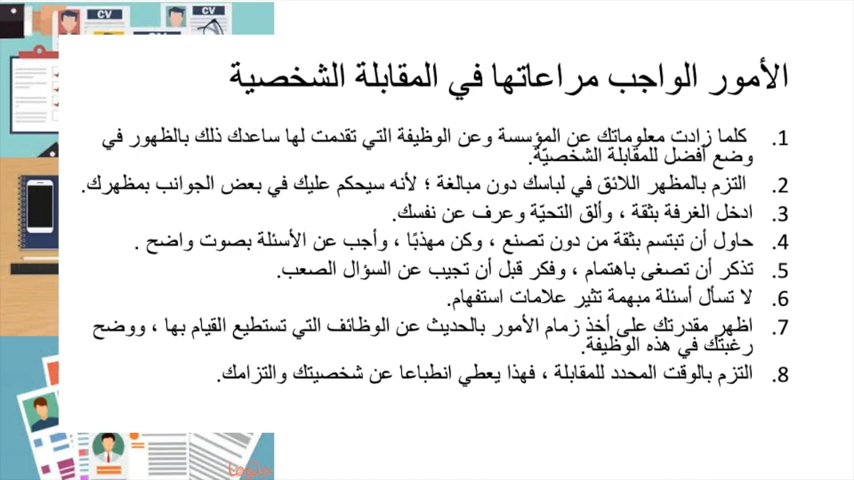 CV
CV
الأمور الواجب مراعاتها في المقابلة الشخصية
1. كلما زادت معلوماتك عن المؤسسة وعن الوظيفة التي تقدمت لها ساعدك ذلك بالظهور في
وضع أفضل للمقابلة الشخصيّة.
2. التزم بالمظهر اللائق في لباسك دون مبالغة ؛ لأنه سيحكم عليك في بعض الجوانب بمظهرك.
3. ادخل الغرفة بثقة ، وألق التحيّة وعرف عن نفسك.
4. حاول أن تبتسم بثقة من دون تصنع ، وكن مهذبًا ، وأجب عن الأسئلة بصوت واضح .
5. تذكر أن تصغى باهتمام ، وفكر قبل أن تجيب عن السؤال الصعب.
6. لا تسأل أسئلة مبهمة تثير علامات استفهام.
7. اظهر مقدرتك على أخذ زمام الأمور بالحديث عن الوظائف التي تستطيع القيام بها ، ووضح
رغبتك في هذه الوظيفة.
8. التزم بالوقت المحدد للمقابلة ، فهذا يعطي انطباعا عن شخصيتك والتزامك.